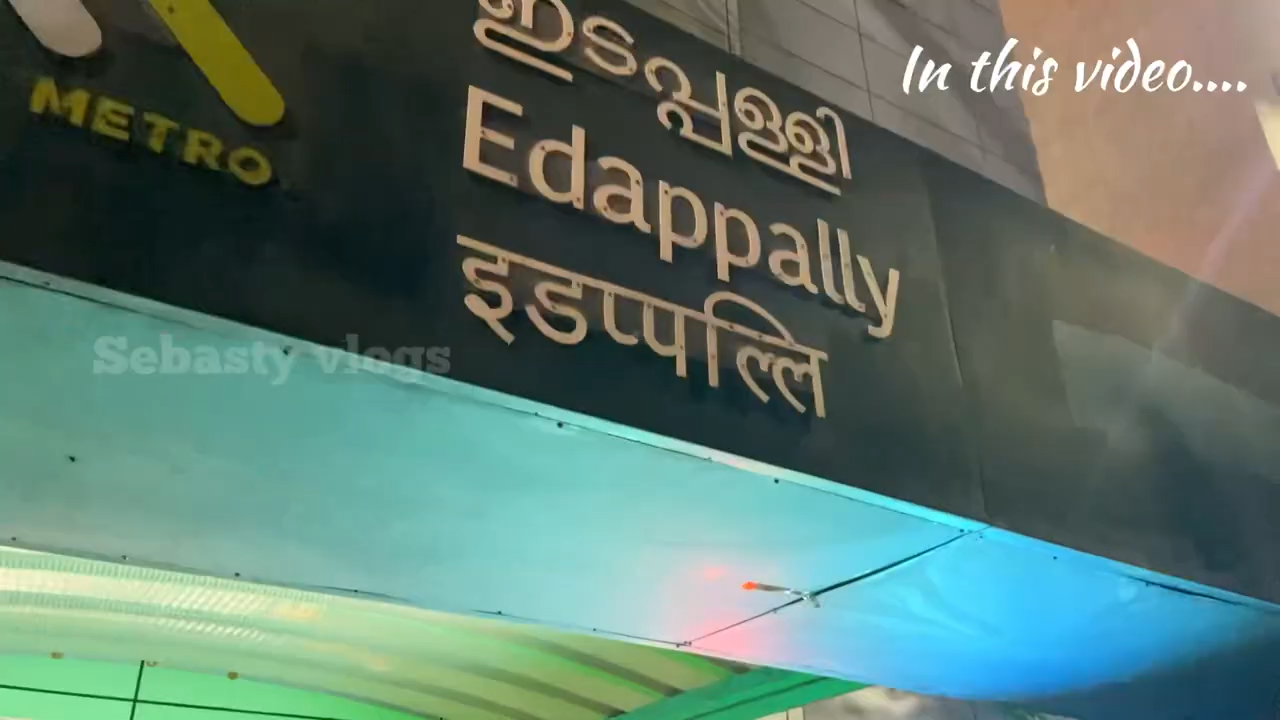 In this video....
METRO
ഇടപ്പള്ളി
Edappally
इडप्पल्लि
Sebasty vlogs